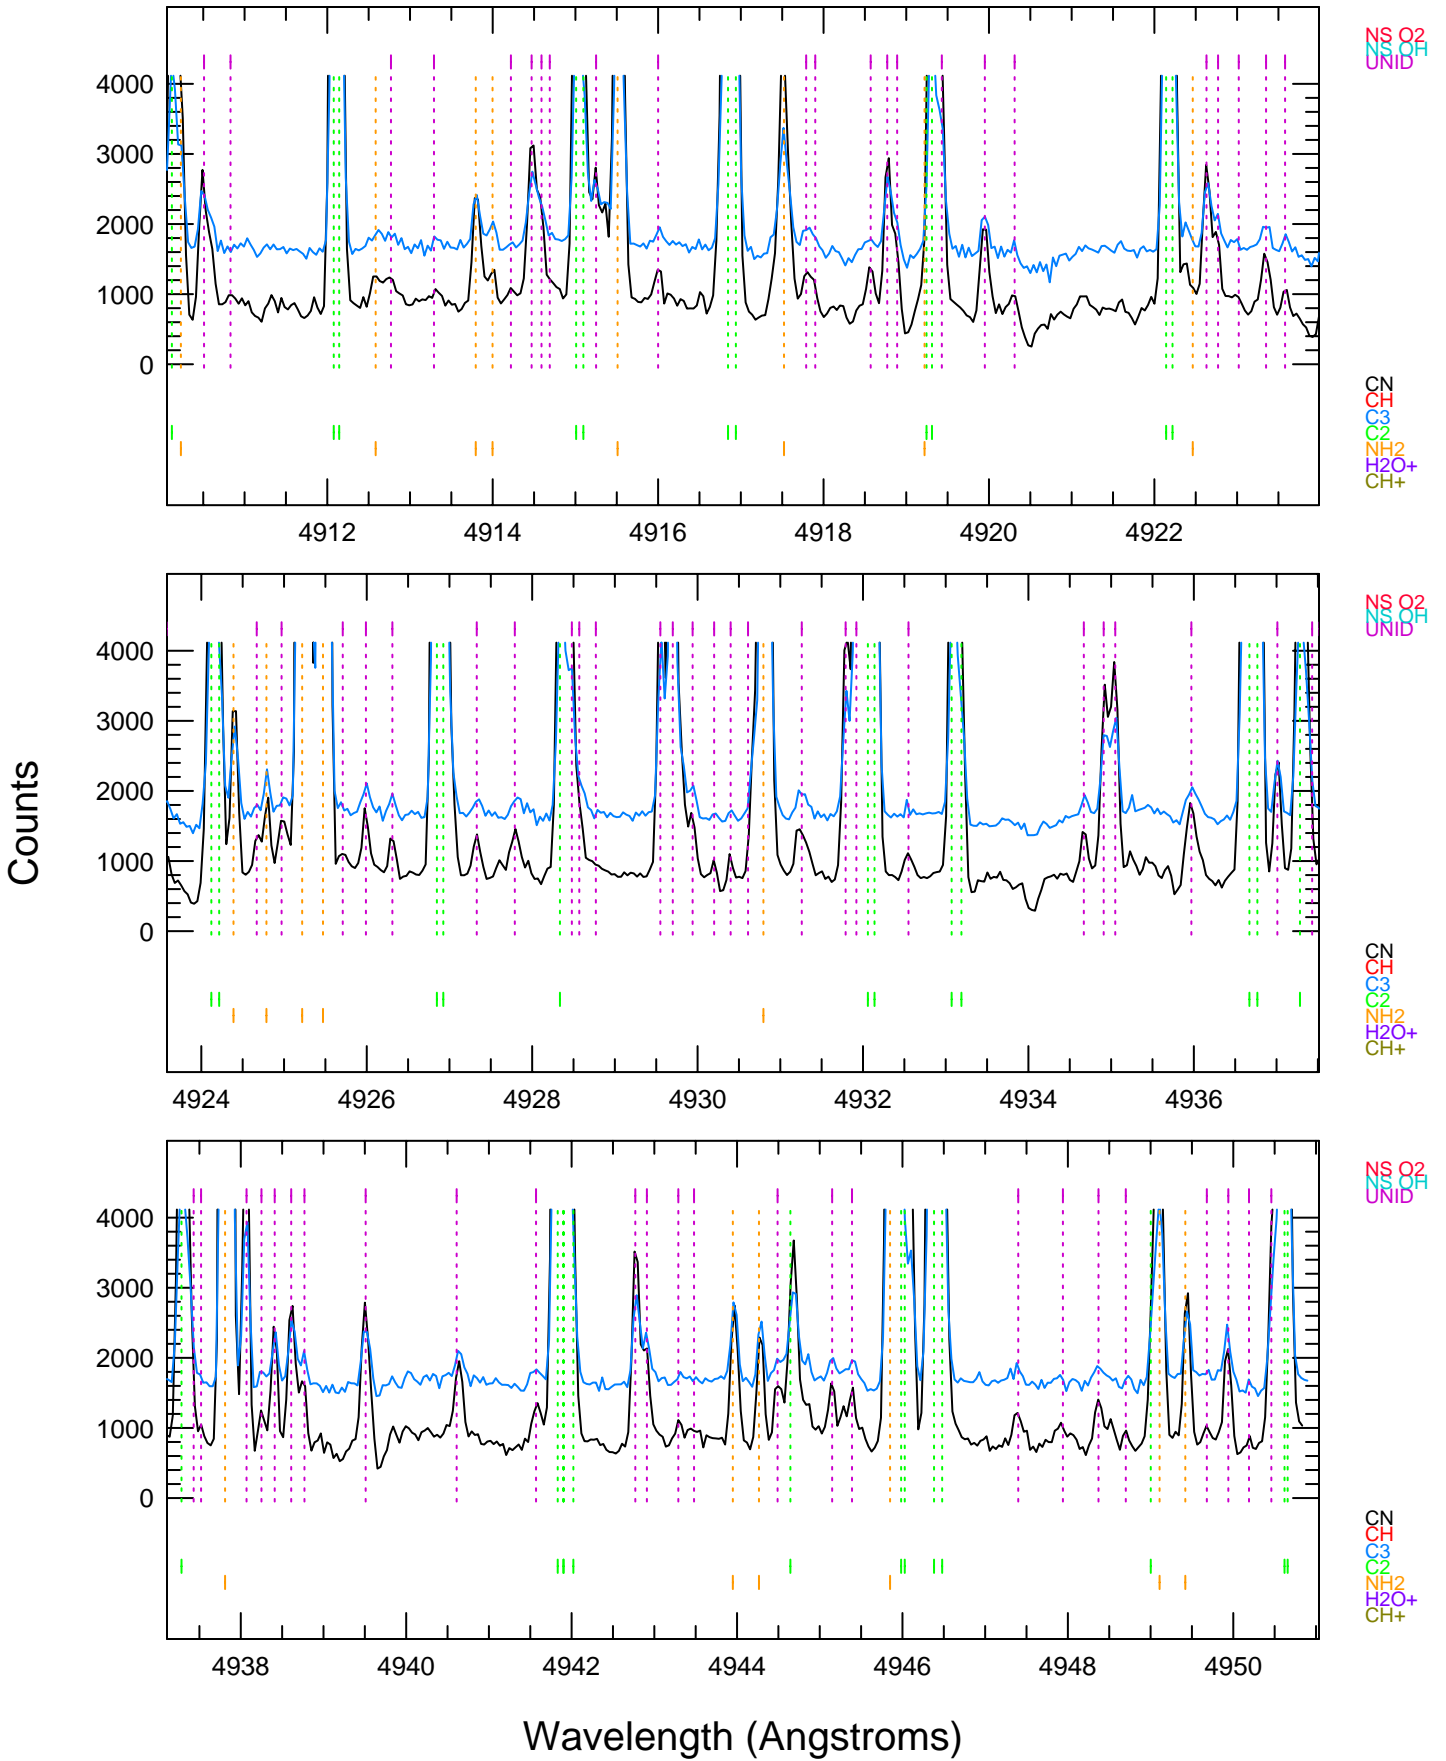 NS O2
NS OH
UNID
4000
3000
2000
1000
0
CN
CH
C3
C2
NH2
H2O+
CH+
4912 4914 4916 4918 4920 4922
NS O2
NS OH
UNID
4000
3000
2000
1000
0
CN
CH
C3
C2
NH2
H2O+
CH+
4924 4926 4928 4930 4932 4934 4936
Counts
NS O2
NS OH
UNID
4000
3000
2000
1000
0
CN
CH
C3
C2
NH2
H2O+
CH+
4938 4940 4942 4944 4946 4948 4950
Wavelength (Angstroms)